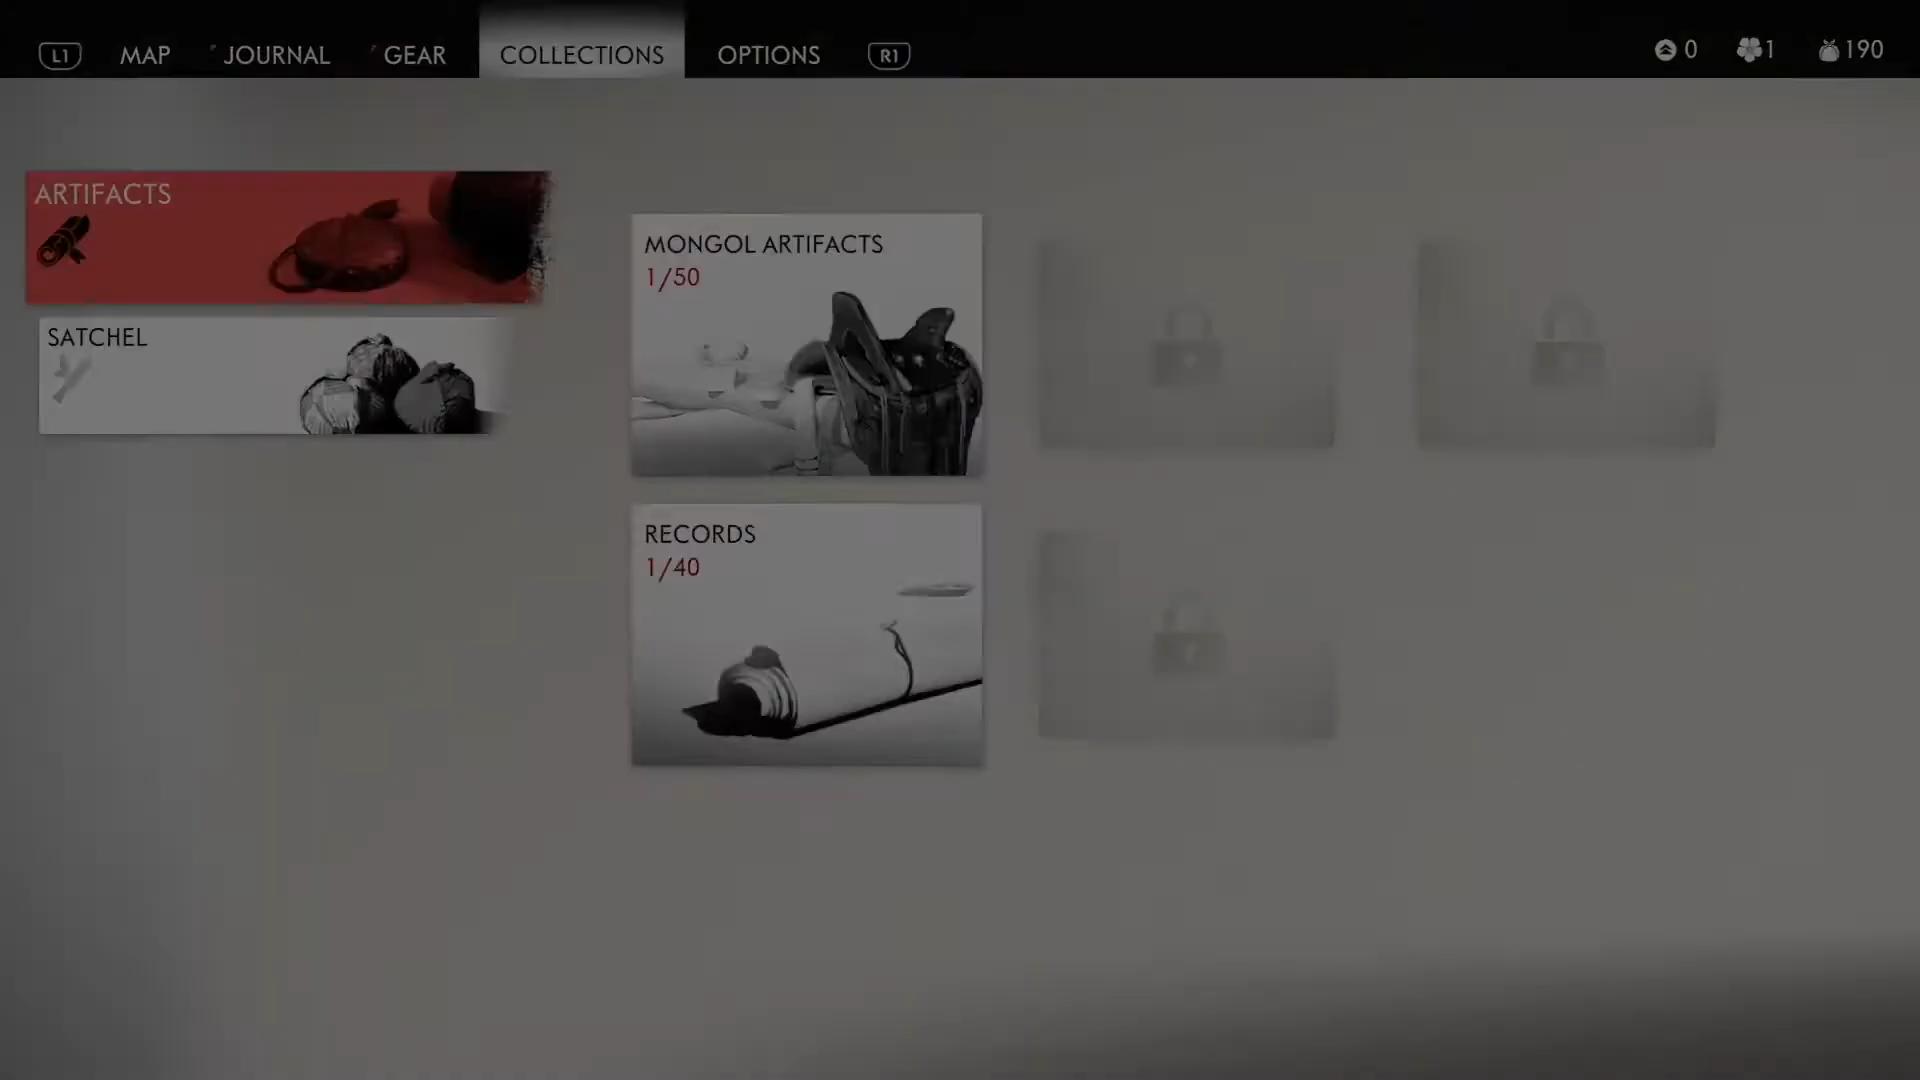 L1 MAP JOURNAL GEAR COLLECTIONS OPTIONS R1 0 1 190
ARTIFACTS
SATCHEL
MONGOL ARTIFACTS
1/50
RECORDS
1/40